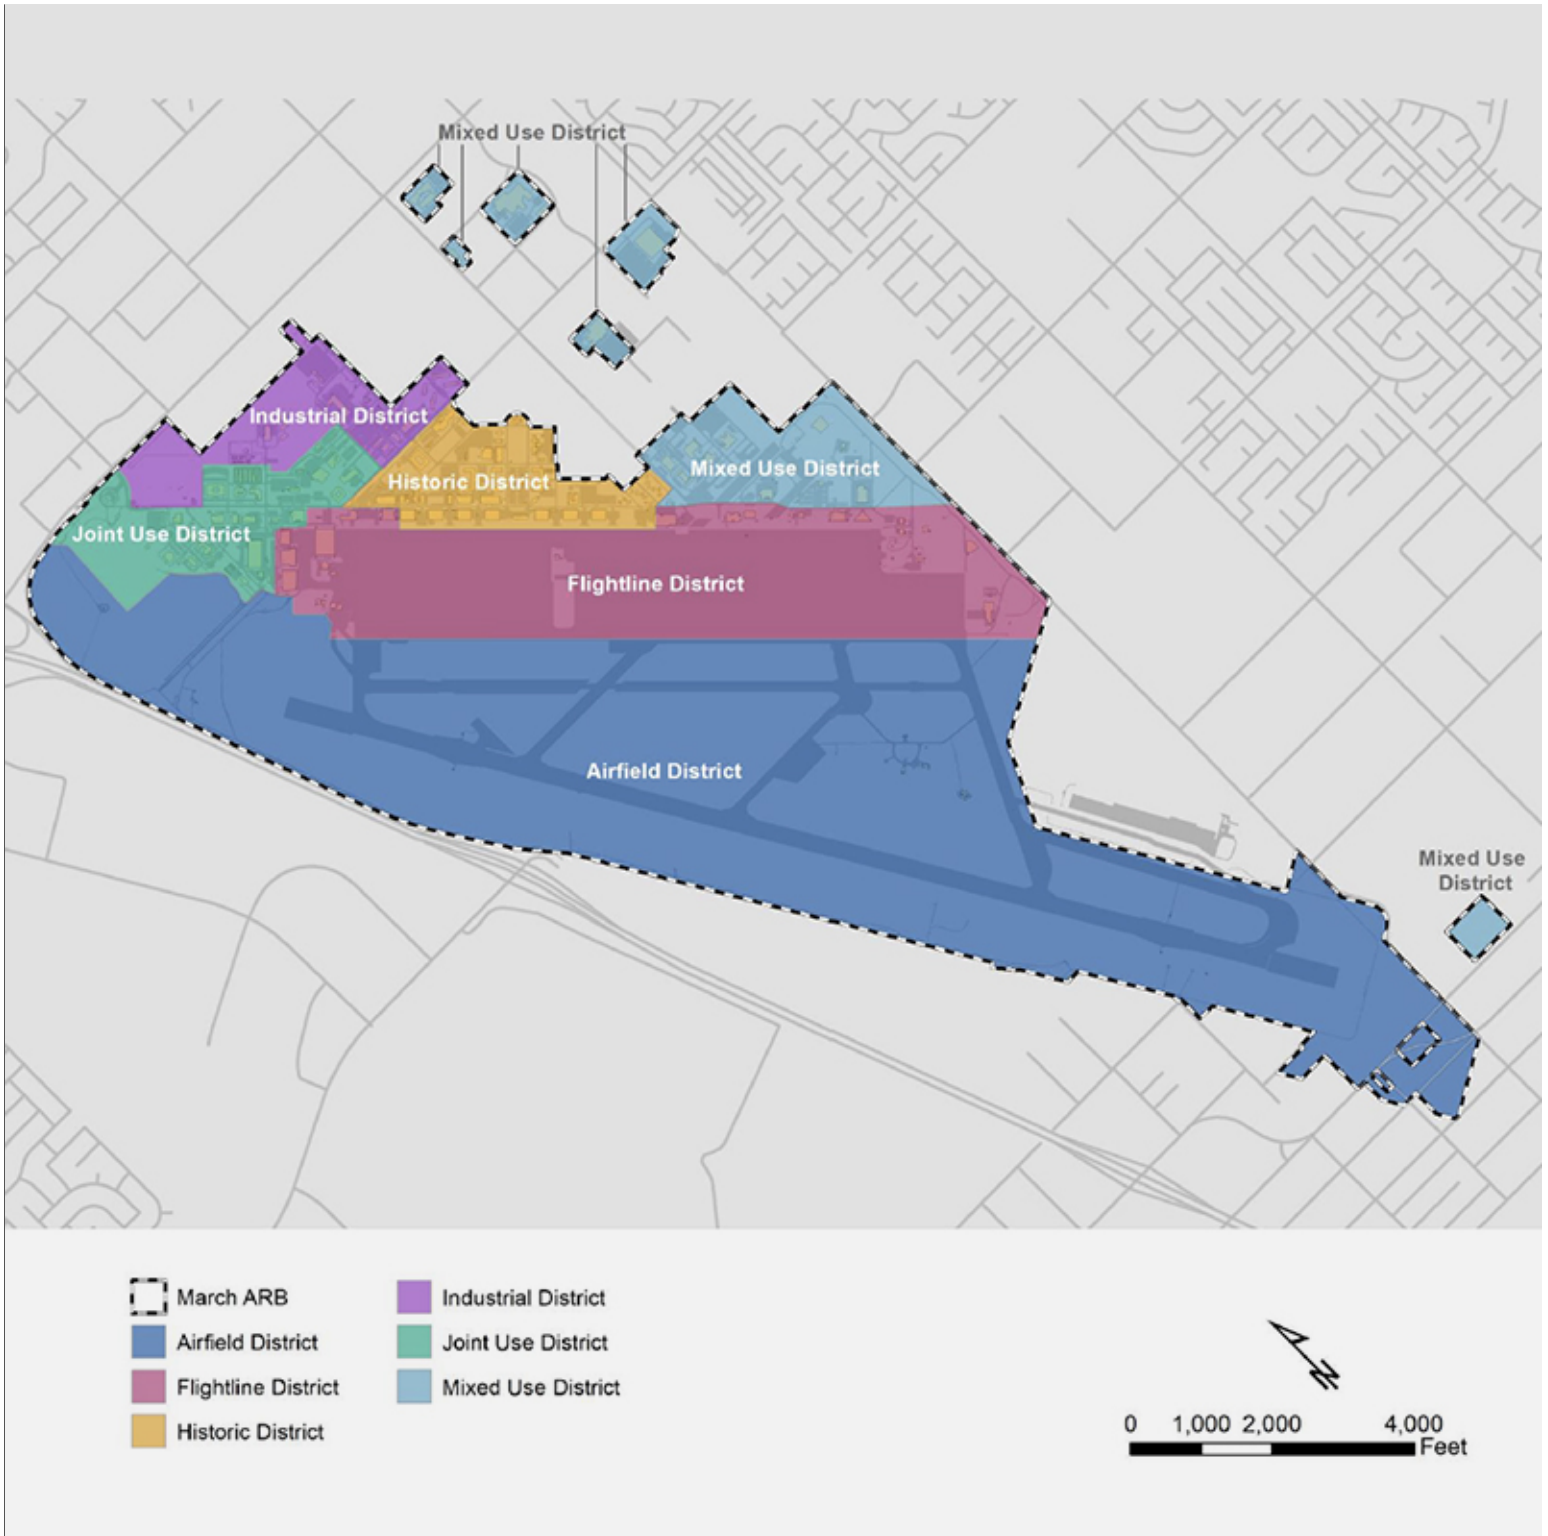 Mixed Use District
Industrial District
Historic District
Mixed Use District
Joint Use District
Flightline District
Airfield District
Mixed Use
District
March ARB
Airfield District
Flightline District
Historic District
Industrial District
Joint Use District
Mixed Use District
N
0 1,000 2,000 4,000
Feet